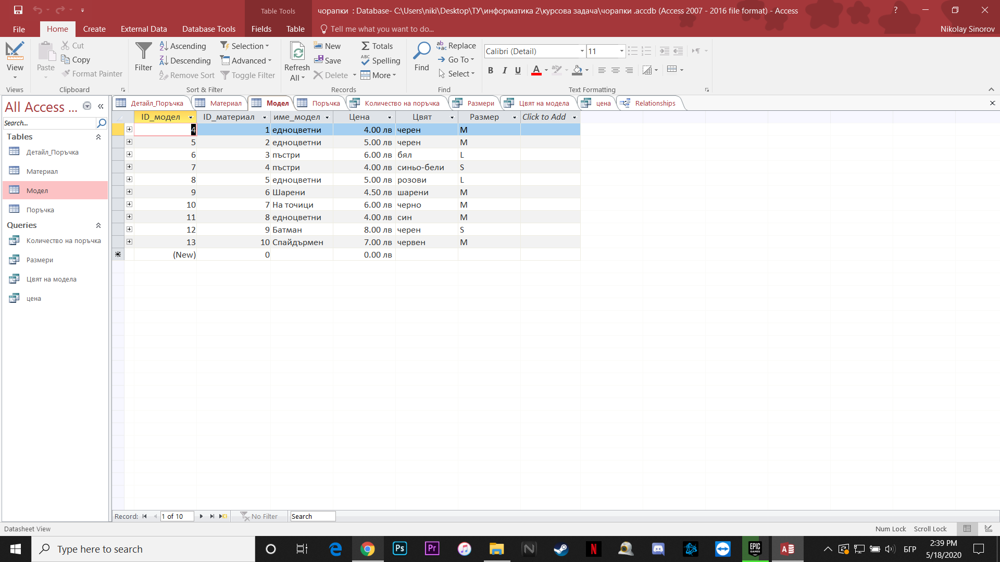 Table Tools
чорапки : Database- C:\Users\niki\Desktop\ТУ\информатика 2\курсова задача\чорапки .accdb (Access 2007 - 2016 file format) - Access
?
File Home Create External Data Database Tools Fields Table Tell me what you want to do... Nikolay Sinorov
View
Views
Paste
Cut
Copy
Format Painter
Clipboard
Filter
Ascending
Descending
Remove Sort
Selection
Advanced
Toggle Filter
Sort & Filter
Refresh
All
New
Save
Delete
Totals
Spelling
More
Records
Find
Replace
Go To
Select
Find
Calibri (Detail) 11
B I U A
Text Formatting
All Access ...
Search...
Tables
Детайл_Поръчка
Материал
Модел
Поръчка
Queries
Количество на поръчка
Размери
Цвят на модела
цена
Детайл_Поръчка Материал Модел Поръчка Количество на поръчка Размери Цвят на модела цена Relationships
ID_модел ID_материал име_модел Цена Цвят Размер Click to Add
4 1 едноцветни 4.00 лв черен M
5 2 едноцветни 5.00 лв черен M
6 3 пъстри 6.00 лв бял L
7 4 пъстри 4.00 лв синьо-бели S
8 5 едноцветни 5.00 лв розови L
9 6 Шарени 4.50 лв шарени M
10 7 На точици 6.00 лв черно M
11 8 едноцветни 4.00 лв син M
12 9 Батман 8.00 лв черен S
13 10 Спайдърмен 7.00 лв червен M
(New) 0 0.00 лв
Record: 1 of 10 No Filter Search
Datasheet View Num Lock Scroll Lock
Type here to search
Ps Pr N N EPIC GAMES A
БГР
2:39 PM
5/18/2020